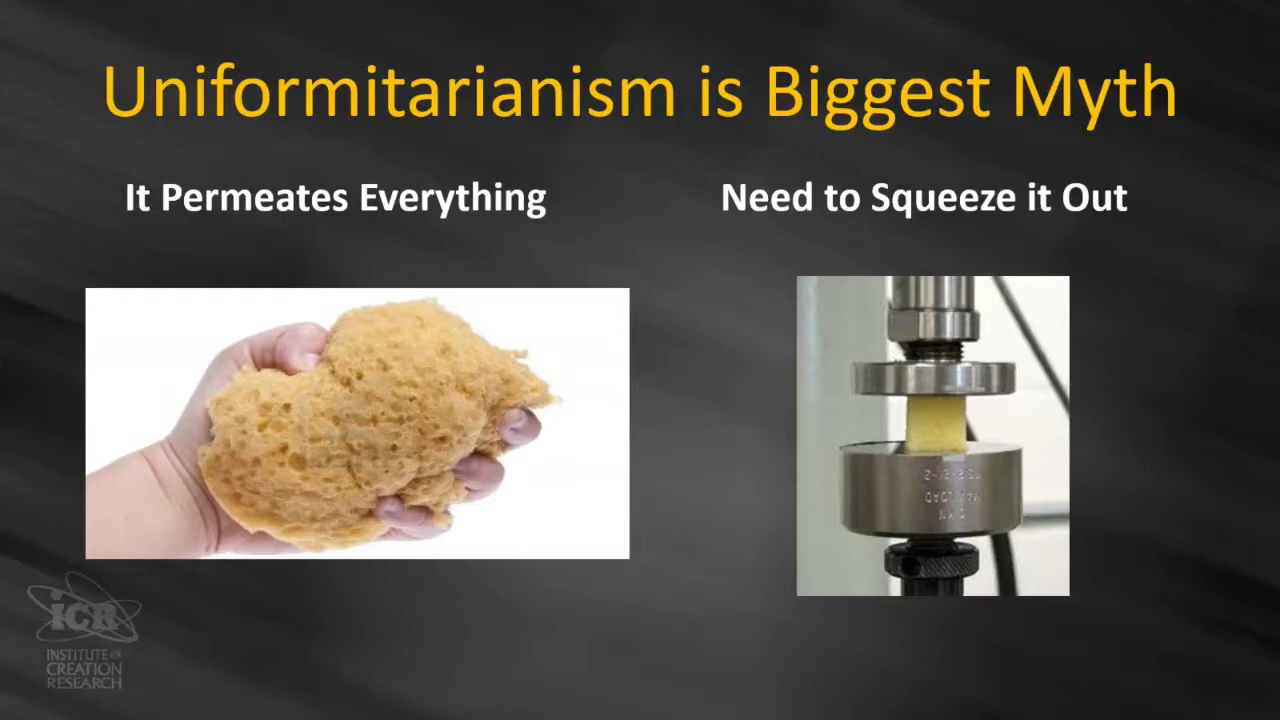 Uniformitarianism is Biggest Myth
It Permeates Everything
Need to Squeeze it Out
iCR
INSTITUTE for
CREATION
RESEARCH